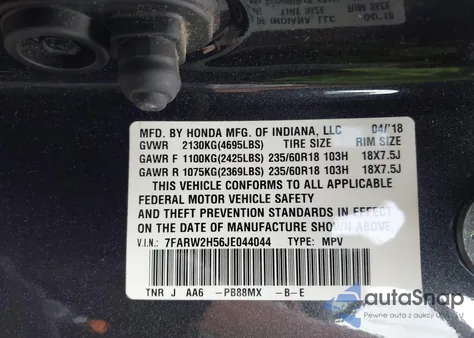 MFD. BY HONDA MFG. OF INDIANA, LLC 04/'18
GVWR 2130KG(4695LBS) TIRE SIZE RIM SIZE
GAWR F 1100KG(2425LBS) 235/60R18 103H 18X7.5J
GAWR R 1075KG(2369LBS) 235/60R18 103H 18X7.5J
THIS VEHICLE CONFORMS TO ALL APPLICABLE
FEDERAL MOTOR VEHICLE SAFETY
AND THEFT PREVENTION STANDARDS IN EFFECT
ON THE DATE OF MANUFACTURE SHOWN ABOVE.
V.I.N.: 7FARW2H56JE044044 TYPE: MPV
TNR J AA6 -PB88MX -B-E
autoSnap